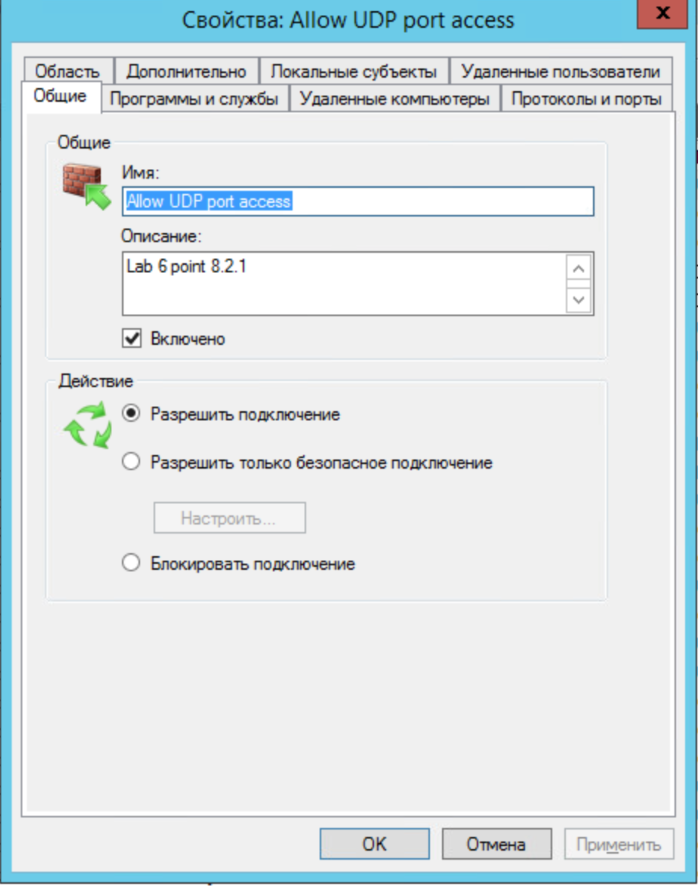 Свойства: Allow UDP port access
x
Область Дополнительно Локальные субъекты Удаленные пользователи
Общие Программы и службы Удаленные компьютеры Протоколы и порты
Общие
Имя:
Allow UDP port access
Описание:
Lab 6 point 8.2.1
Включено
Действие
Разрешить подключение
Разрешить только безопасное подключение
Настроить...
Блокировать подключение
OK Отмена Применить